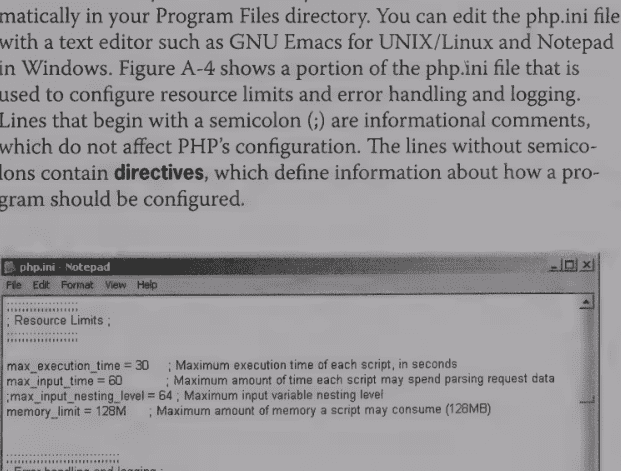 matically in your Program Files directory. You can edit the php.ini file
with a text editor such as GNU Emacs for UNIX/Linux and Notepad
in Windows. Figure A-4 shows a portion of the php.ini file that is
used to configure resource limits and error handling and logging.
Lines that begin with a semicolon (;) are informational comments,
which do not affect PHP's configuration. The lines without semico-
lons contain directives, which define information about how a pro-
gram should be configured.
php.ini - Notepad
File Edit Format View Help
;;;;;;;;;;;;;;;;;;;
; Resource Limits ;
;;;;;;;;;;;;;;;;;;;
max_execution_time = 30 ; Maximum execution time of each script, in seconds
max_input_time = 60 ; Maximum amount of time each script may spend parsing request data
;max_input_nesting_level = 64 ; Maximum input variable nesting level
memory_limit = 128M ; Maximum amount of memory a script may consume (128MB)
;;;;;;;;;;;;;;;;;;;;;;;;;;;;;;
; Error handling and logging ;